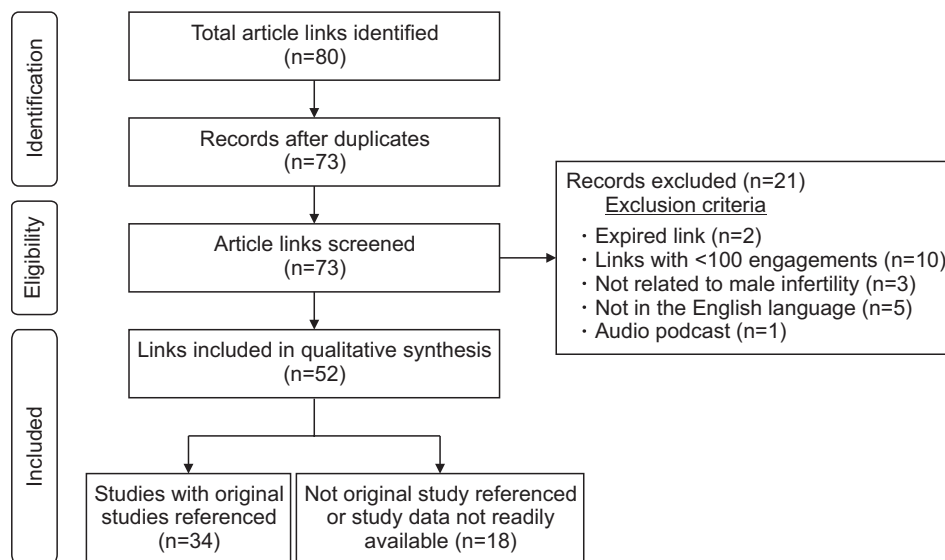 Identification
Total article links identified
(n=80)
Records after duplicates
(n=73)
Eligibility
Article links screened
(n=73)
Records excluded (n=21)
Exclusion criteria
· Expired link (n=2)
· Links with <100 engagements (n=10)
· Not related to male infertility (n=3)
· Not in the English language (n=5)
· Audio podcast (n=1)
Included
Links included in qualitative synthesis
(n=52)
Studies with original
studies referenced
(n=34)
Not original study referenced
or study data not readily
available (n=18)